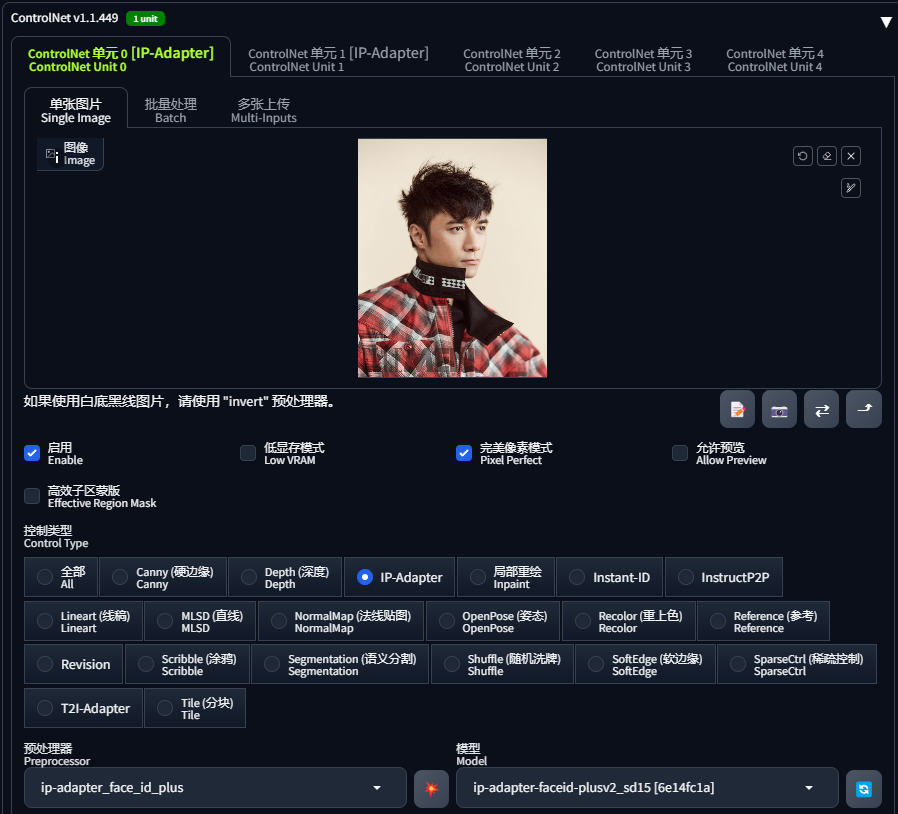 ControlNet v1.1.449 1 unit
ControlNet 单元 0 [IP-Adapter]
ControlNet Unit 0
ControlNet 单元 1 [IP-Adapter]
ControlNet Unit 1
ControlNet 单元 2
ControlNet Unit 2
ControlNet 单元 3
ControlNet Unit 3
ControlNet 单元 4
ControlNet Unit 4
单张图片
Single Image
批量处理
Batch
多张上传
Multi-Inputs
图像
Image
如果使用白底黑线图片，请使用 "invert" 预处理器。
启用
Enable
低显存模式
Low VRAM
完美像素模式
Pixel Perfect
允许预览
Allow Preview
高效子区蒙版
Effective Region Mask
控制类型
Control Type
全部
All
Canny (硬边缘)
Canny
Depth (深度)
Depth
IP-Adapter
局部重绘
Inpaint
Instant-ID
InstructP2P
Lineart (线稿)
Lineart
MLSD (直线)
MLSD
NormalMap (法线贴图)
NormalMap
OpenPose (姿态)
OpenPose
Recolor (重上色)
Recolor
Reference (参考)
Reference
Revision
Scribble (涂鸦)
Scribble
Segmentation (语义分割)
Segmentation
Shuffle (随机洗牌)
Shuffle
SoftEdge (软边缘)
SoftEdge
SparseCtrl (稀疏控制)
SparseCtrl
T2I-Adapter
Tile (分块)
Tile
预处理器
Preprocessor
ip-adapter_face_id_plus
模型
Model
ip-adapter-faceid-plusv2_sd15 [6e14fc1a]